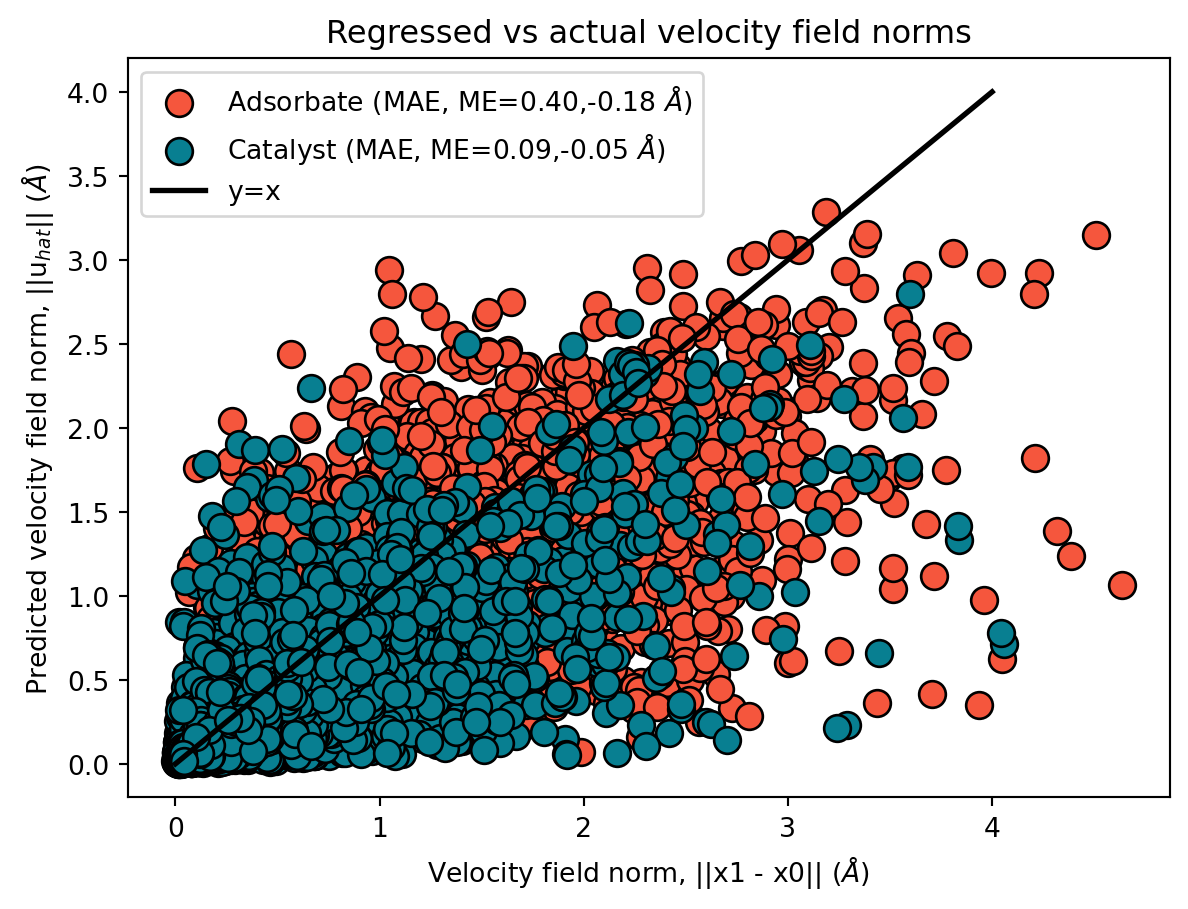 Regressed vs actual velocity field norms
Adsorbate (MAE, ME=0.40,-0.18 Å)
Catalyst (MAE, ME=0.09,-0.05 Å)
y=x
Predicted velocity field norm, ||u_hat|| (Å)
4.0
3.5
3.0
2.5
2.0
1.5
1.0
0.5
0.0
0 1 2 3 4
Velocity field norm, ||x1 - x0|| (Å)